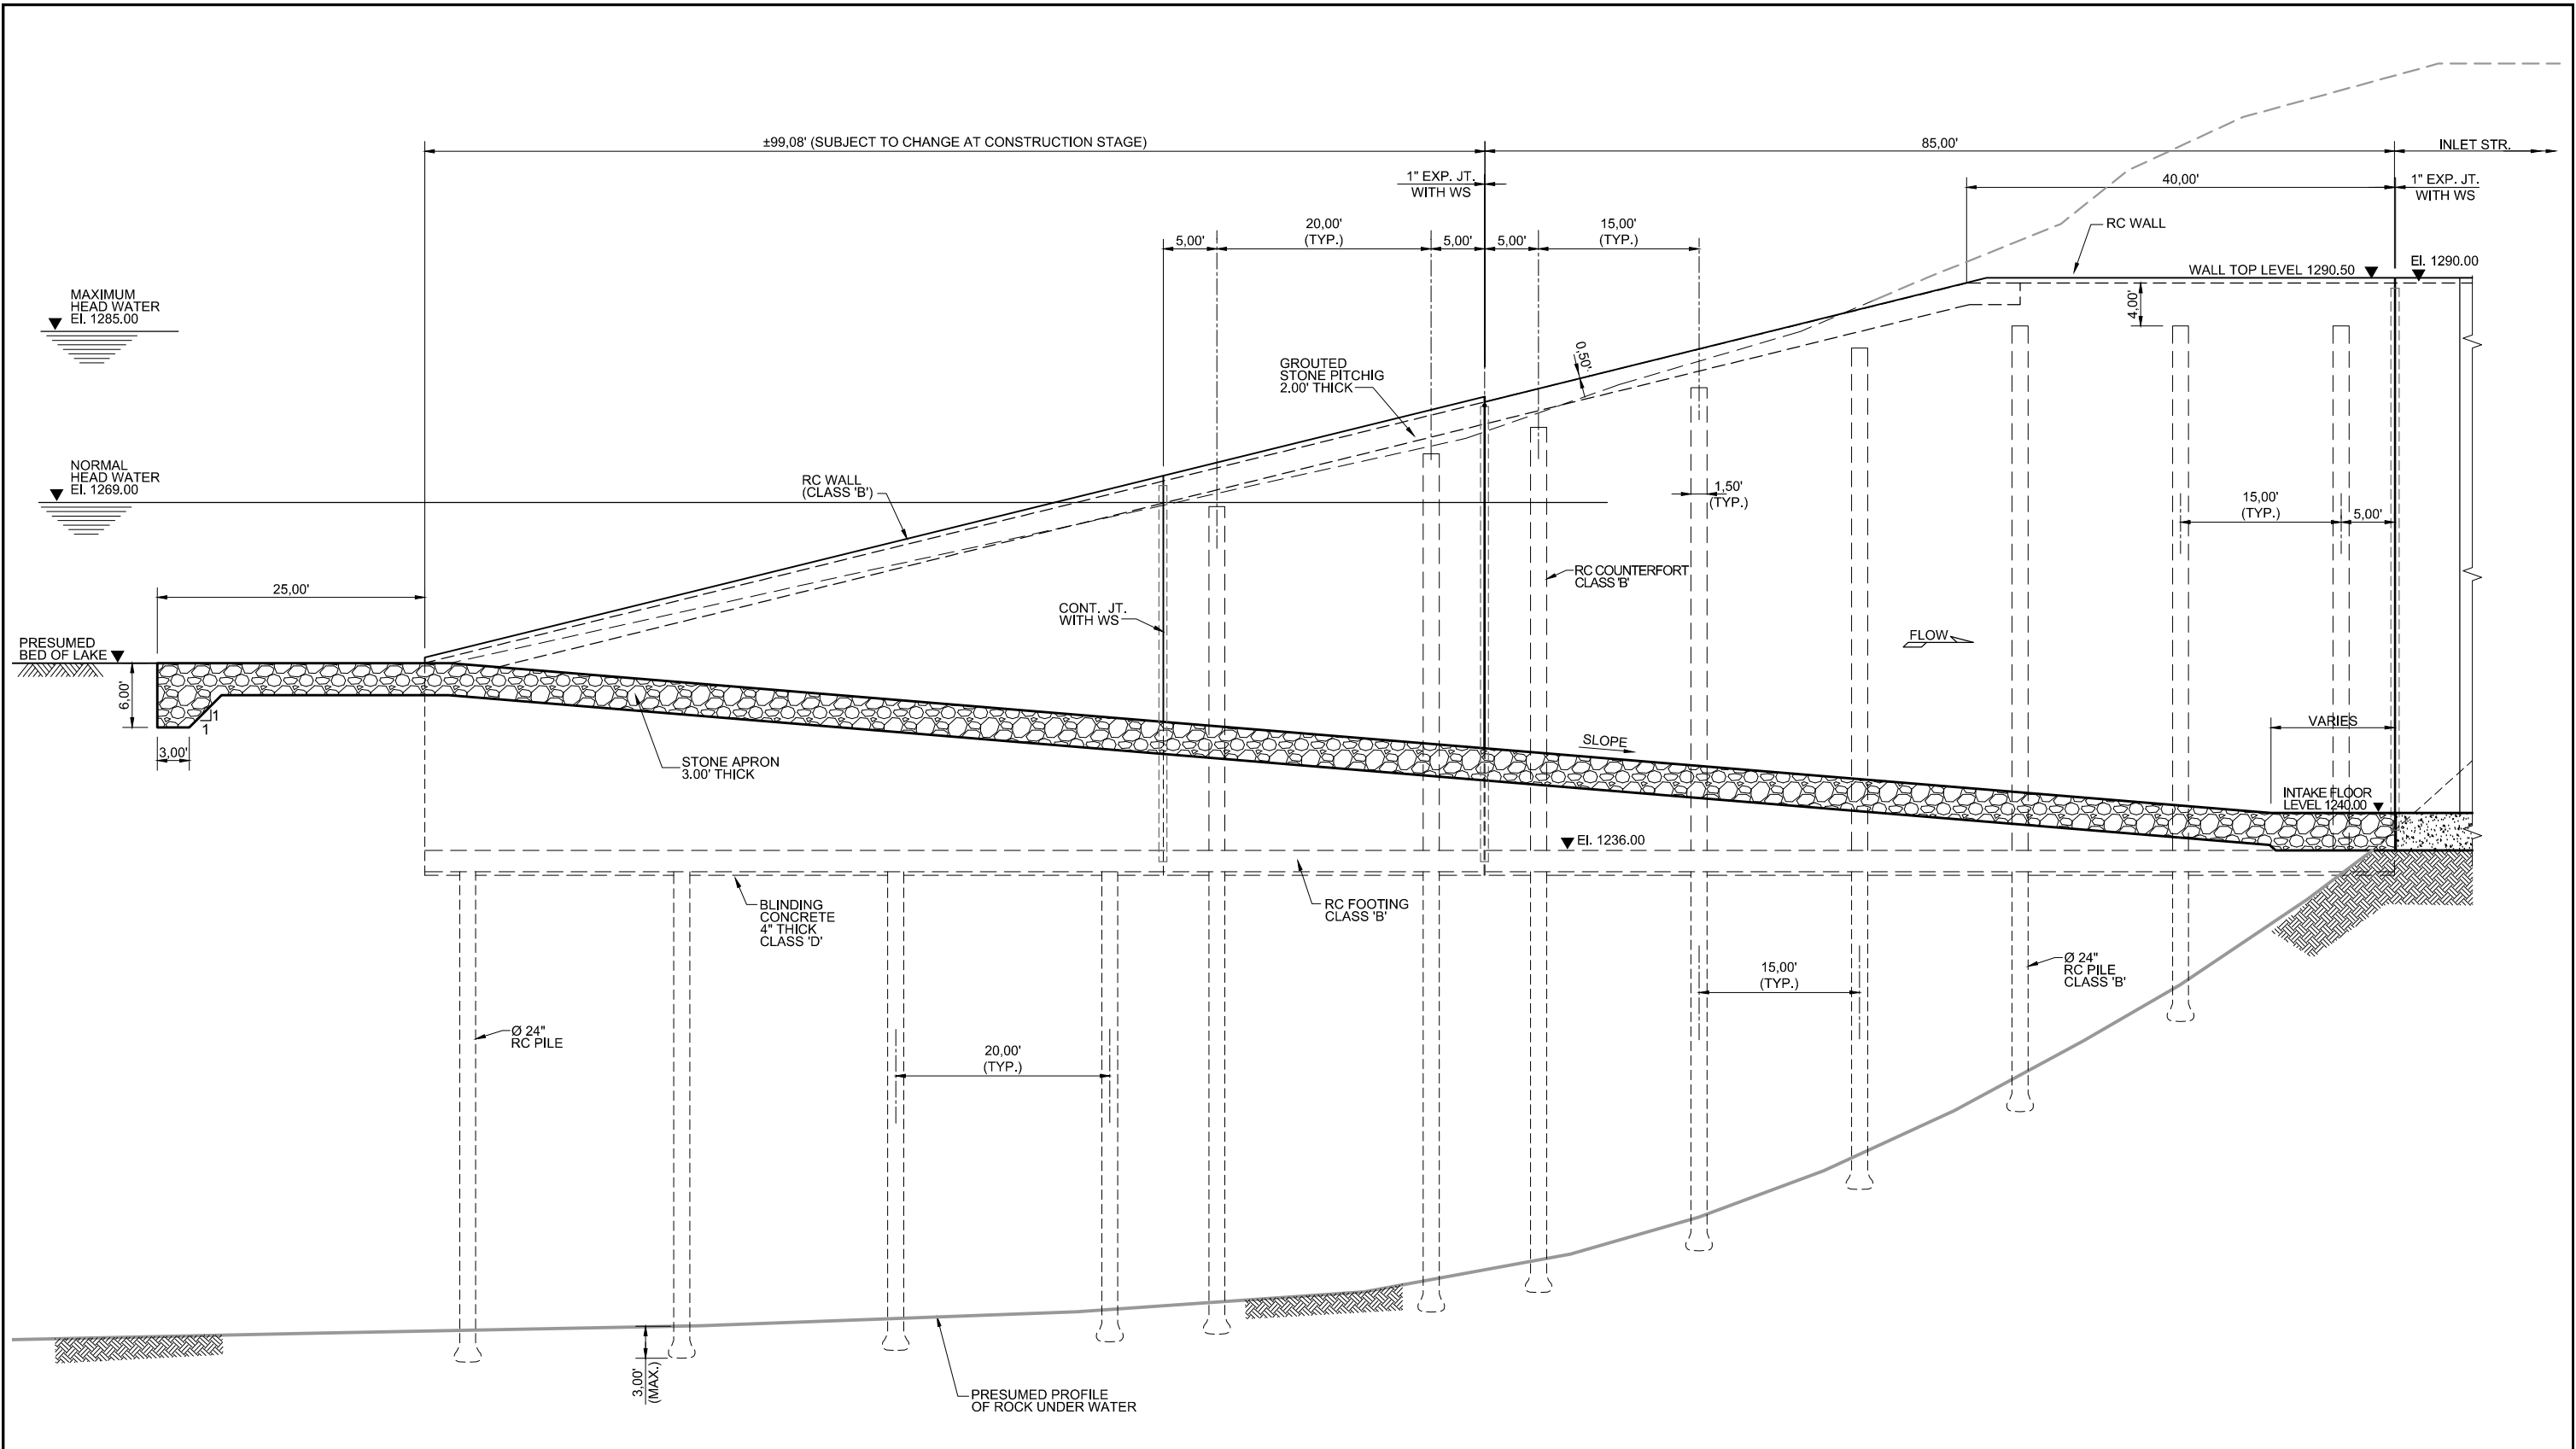 ±99,08' (SUBJECT TO CHANGE AT CONSTRUCTION STAGE)
85,00'
INLET STR.
1" EXP. JT.
WITH WS
40,00'
1" EXP. JT.
WITH WS
5,00'
20,00'
(TYP.)
5,00'
5,00'
15,00'
(TYP.)
RC WALL
WALL TOP LEVEL 1290.50
El. 1290.00
4,00'
MAXIMUM
HEAD WATER
El. 1285.00
GROUTED
STONE PITCHIG
2.00' THICK
0,50'
NORMAL
HEAD WATER
El. 1269.00
RC WALL
(CLASS 'B')
1,50'
(TYP.)
15,00'
(TYP.)
5,00'
25,00'
RC COUNTERFORT
CLASS 'B'
CONT. JT.
WITH WS
FLOW
PRESUMED
BED OF LAKE
6,00'
1
1
3,00'
STONE APRON
3.00' THICK
SLOPE
VARIES
INTAKE FLOOR
LEVEL 1240.00
El. 1236.00
BLINDING
CONCRETE
4" THICK
CLASS 'D'
RC FOOTING
CLASS 'B'
15,00'
(TYP.)
Ø 24"
RC PILE
CLASS 'B'
Ø 24"
RC PILE
20,00'
(TYP.)
3,00'
(MAX.)
PRESUMED PROFILE
OF ROCK UNDER WATER